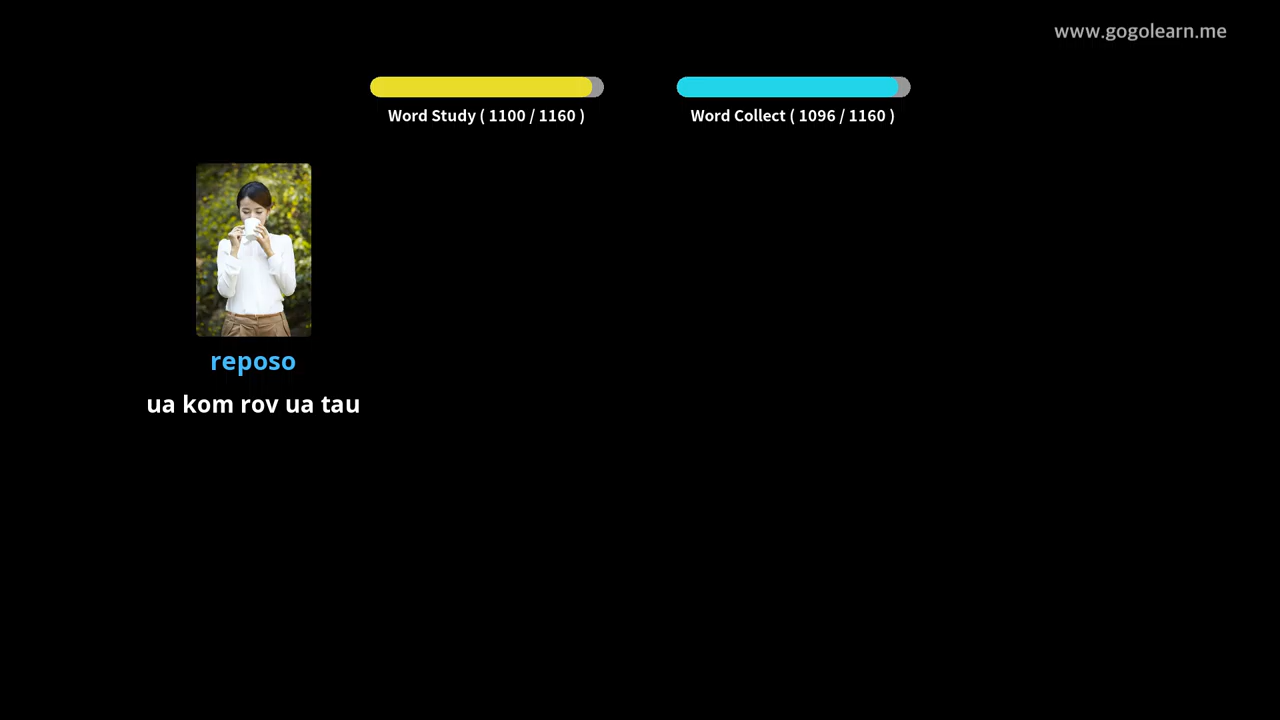 www.gogolearn.me
Word Study ( 1100 / 1160 )
Word Collect ( 1096 / 1160 )
reposo
ua kom rov ua tau